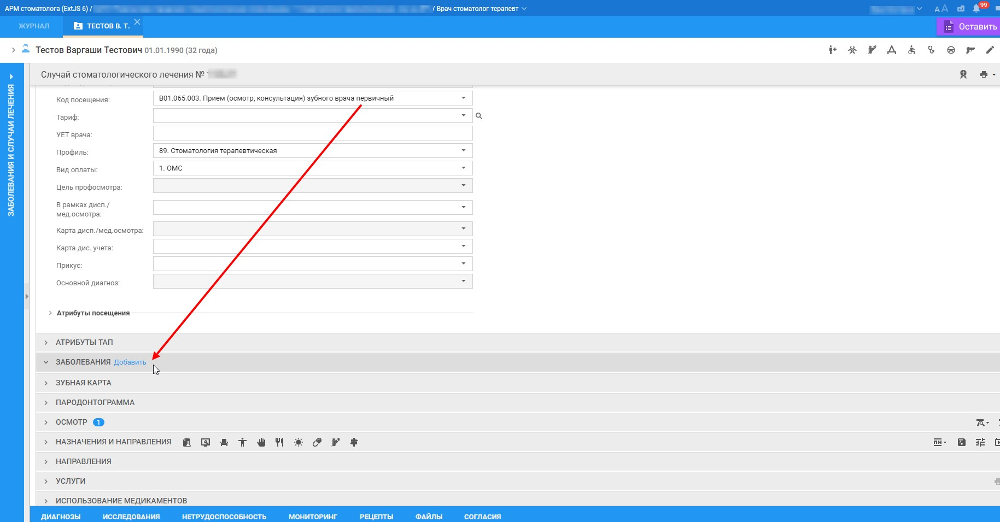 АРМ стоматолога (ExtJS 6) /
/ Врач-стоматолог-терапевт
A A
99
ЖУРНАЛ
ТЕСТОВ В. Т.
Оставить
Тестов Варгаши Тестович 01.01.1990 (32 года)
ЗАБОЛЕВАНИЯ И СЛУЧАИ ЛЕЧЕНИЯ
Случай стоматологического лечения №
Код посещения: B01.065.003. Прием (осмотр, консультация) зубного врача первичный
Тариф:
УЕТ врача:
Профиль: 89. Стоматология терапевтическая
Вид оплаты: 1. ОМС
Цель профосмотра:
В рамках дисп./
мед.осмотра:
Карта дисп./мед.осмотра:
Карта дис. учета:
Прикус:
Основной диагноз:
Атрибуты посещения
АТРИБУТЫ ТАП
ЗАБОЛЕВАНИЯ Добавить
ЗУБНАЯ КАРТА
ПАРОДОНТОГРАММА
ОСМОТР 1
НАЗНАЧЕНИЯ И НАПРАВЛЕНИЯ
НАПРАВЛЕНИЯ
УСЛУГИ
ИСПОЛЬЗОВАНИЕ МЕДИКАМЕНТОВ
ДИАГНОЗЫ ИССЛЕДОВАНИЯ НЕТРУДОСПОСОБНОСТЬ МОНИТОРИНГ РЕЦЕПТЫ ФАЙЛЫ СОГЛАСИЯ